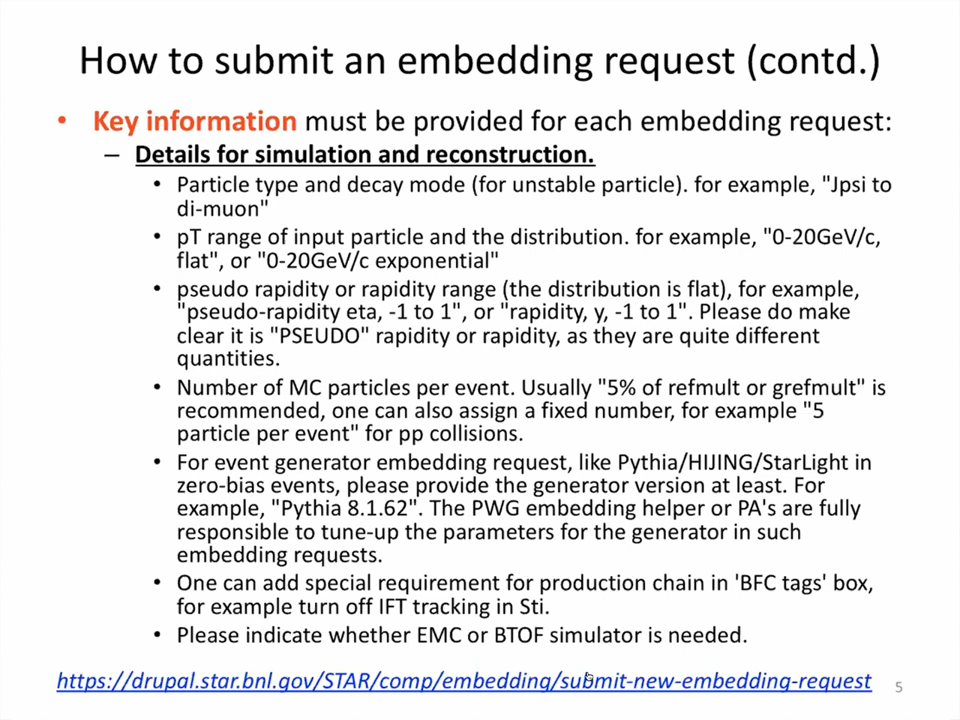 How to submit an embedding request (contd.)
• Key information must be provided for each embedding request:
– Details for simulation and reconstruction.
• Particle type and decay mode (for unstable particle). for example, "Jpsi to
di-muon"
• pT range of input particle and the distribution. for example, "0-20GeV/c,
flat", or "0-20GeV/c exponential"
• pseudo rapidity or rapidity range (the distribution is flat), for example,
"pseudo-rapidity eta, -1 to 1", or "rapidity, y, -1 to 1". Please do make
clear it is "PSEUDO" rapidity or rapidity, as they are quite different
quantities.
• Number of MC particles per event. Usually "5% of refmult or grefmult" is
recommended, one can also assign a fixed number, for example "5
particle per event" for pp collisions.
• For event generator embedding request, like Pythia/HIJING/StarLight in
zero-bias events, please provide the generator version at least. For
example, "Pythia 8.1.62". The PWG embedding helper or PA's are fully
responsible to tune-up the parameters for the generator in such
embedding requests.
• One can add special requirement for production chain in 'BFC tags' box,
for example turn off IFT tracking in Sti.
• Please indicate whether EMC or BTOF simulator is needed.
https://drupal.star.bnl.gov/STAR/comp/embedding/submit-new-embedding-request
5